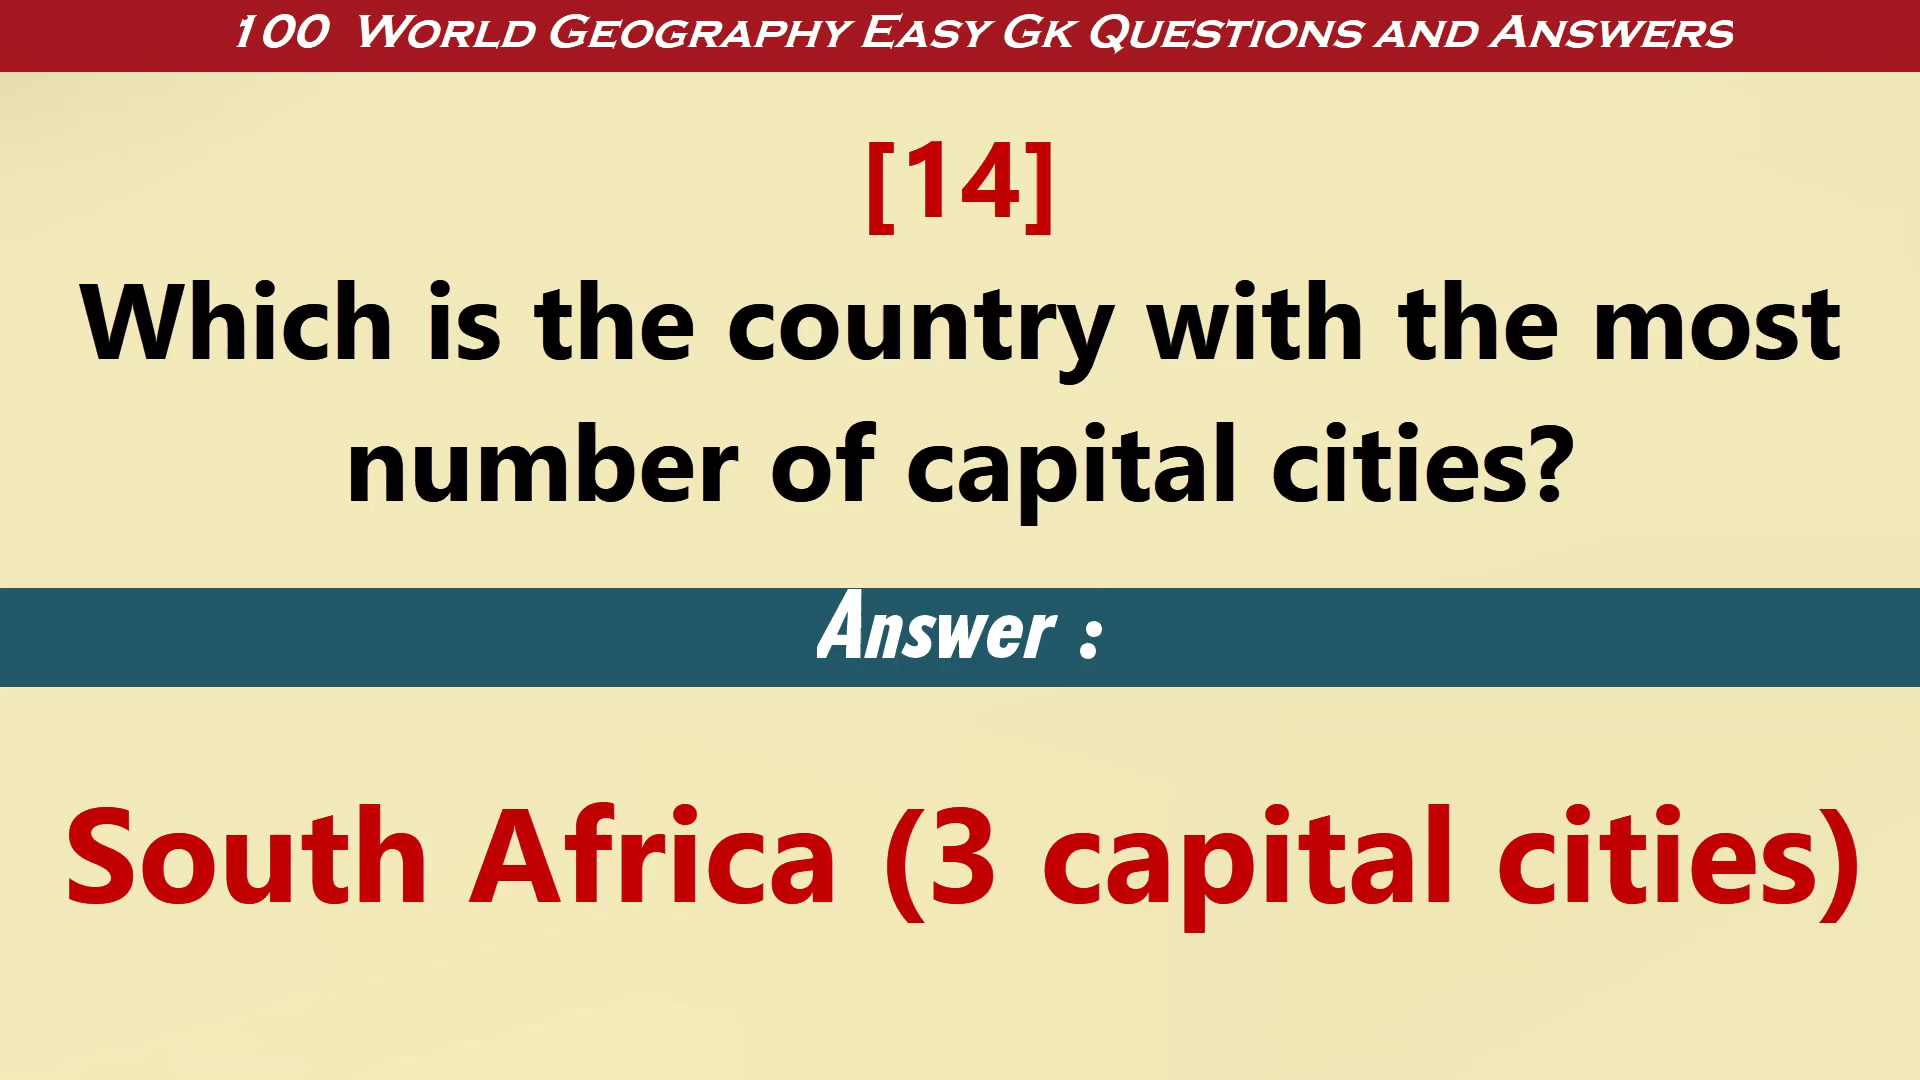 100 World Geography Easy Gk Questions and Answers
[14]
Which is the country with the most
number of capital cities?
Answer :
South Africa (3 capital cities)